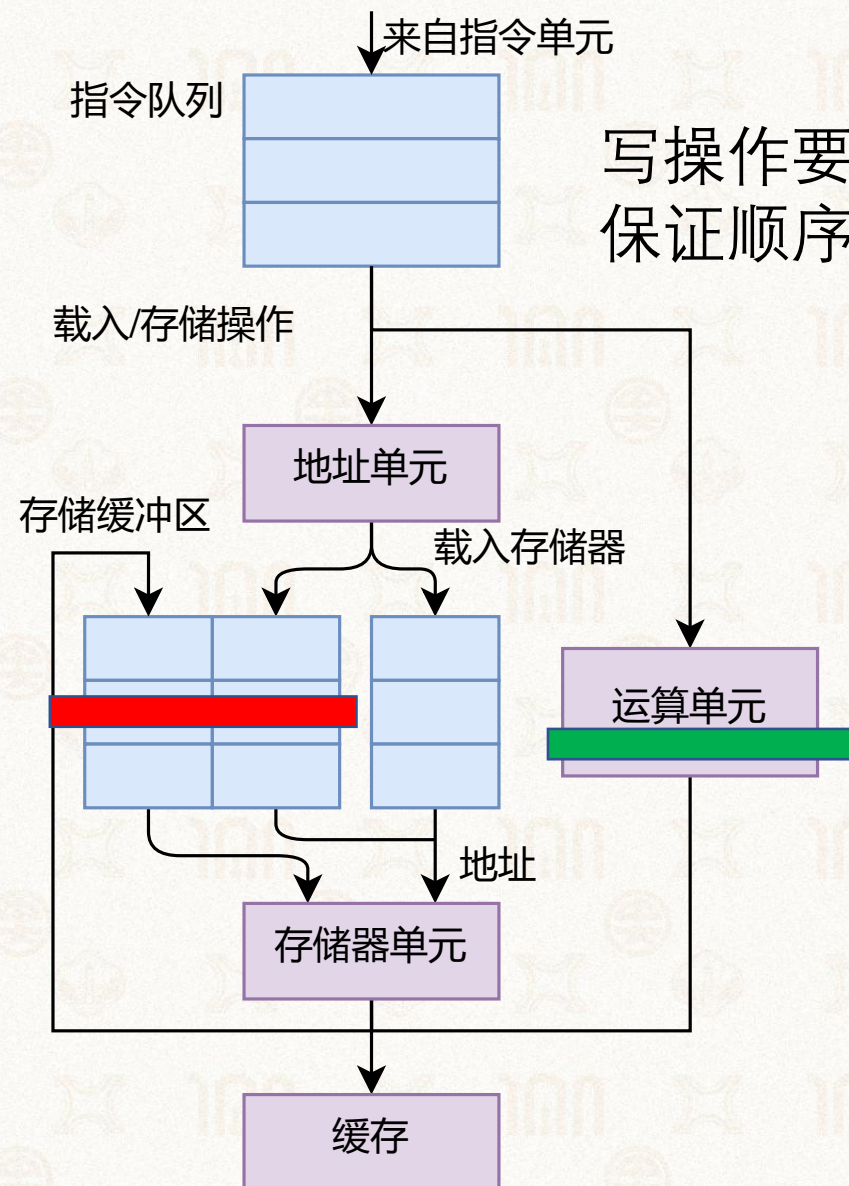 来自指令单元
指令队列
写操作要
保证顺序
载入/存储操作
地址单元
存储缓冲区
载入存储器
运算单元
地址
存储器单元
缓存